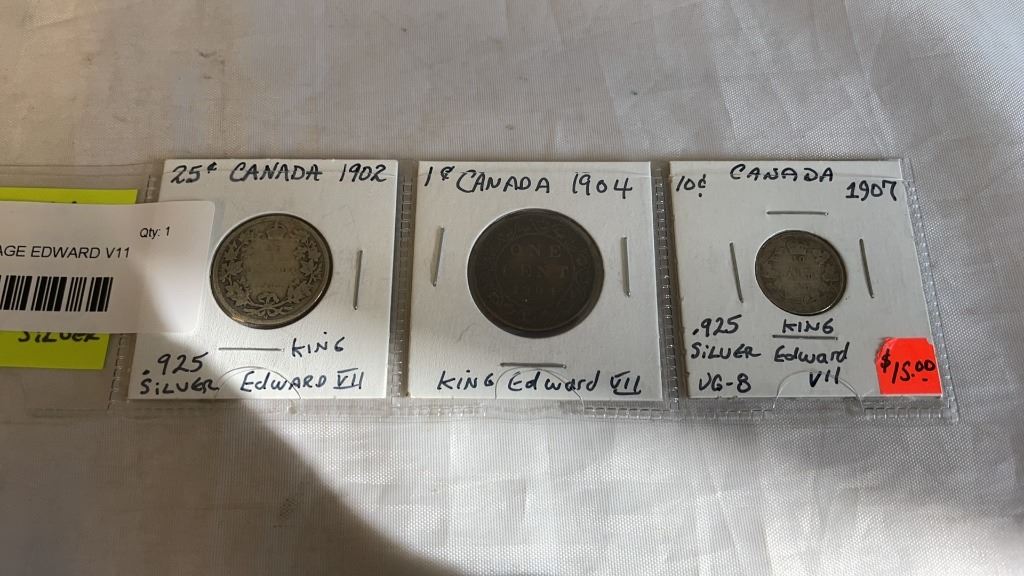 Qty: 1
AGE EDWARD V11
SILVER
25¢ CANADA 1902
.925
KING
SILVER Edward VII
1¢ CANADA 1904
ONE
CENT
KING Edward VII
10¢ CANADA
1907
.925 KING
SILVER Edward
VG-8 VII
$15.00